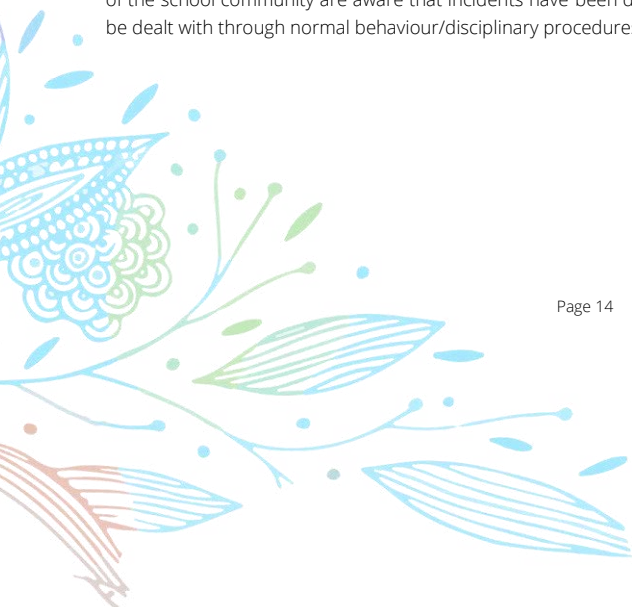 of the school community are aware that incidents have been
be dealt with through normal behaviour/disciplinary
Page 14